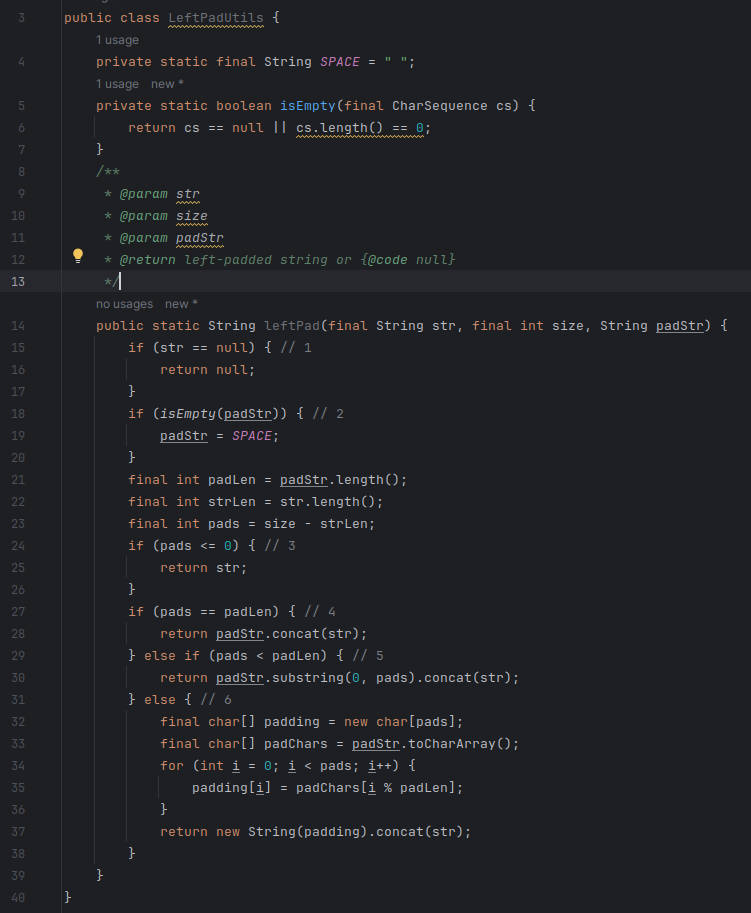 3 public class LeftPadUtils {
1 usage
4 private static final String SPACE = " ";
1 usage new *
5 private static boolean isEmpty(final CharSequence cs) {
6 return cs == null || cs.length() == 0;
7 }
8 /**
9 * @param str
10 * @param size
11 * @param padStr
12 * @return left-padded string or {@code null}
13 */
no usages new *
14 public static String leftPad(final String str, final int size, String padStr) {
15 if (str == null) { // 1
16 return null;
17 }
18 if (isEmpty(padStr)) { // 2
19 padStr = SPACE;
20 }
21 final int padLen = padStr.length();
22 final int strLen = str.length();
23 final int pads = size - strLen;
24 if (pads <= 0) { // 3
25 return str;
26 }
27 if (pads == padLen) { // 4
28 return padStr.concat(str);
29 } else if (pads < padLen) { // 5
30 return padStr.substring(0, pads).concat(str);
31 } else { // 6
32 final char[] padding = new char[pads];
33 final char[] padChars = padStr.toCharArray();
34 for (int i = 0; i < pads; i++) {
35 padding[i] = padChars[i % padLen];
36 }
37 return new String(padding).concat(str);
38 }
39 }
40 }